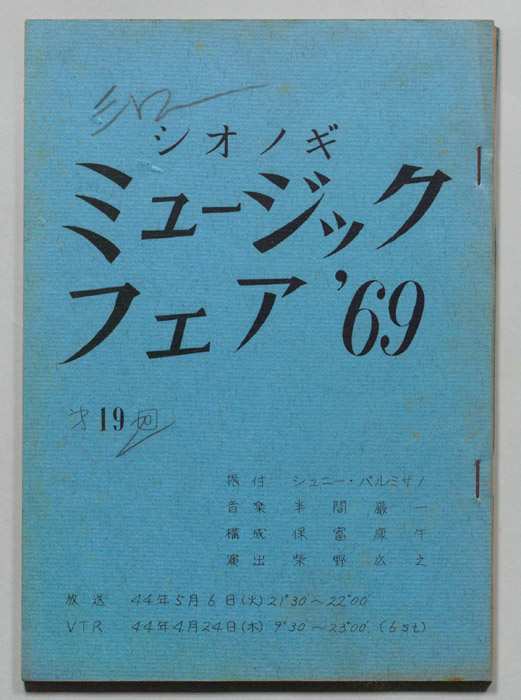 シオノギ
ミュージック
フェア '69
第19回
振付 シュニー・パルミサノ
音楽 半間 厳一
構成 保富 康午
演出 柴野 広之
放送 44年5月6日(火) 21°30'～22°00'
VTR 44年4月24日(木) 9°30'～23°00' (6st)